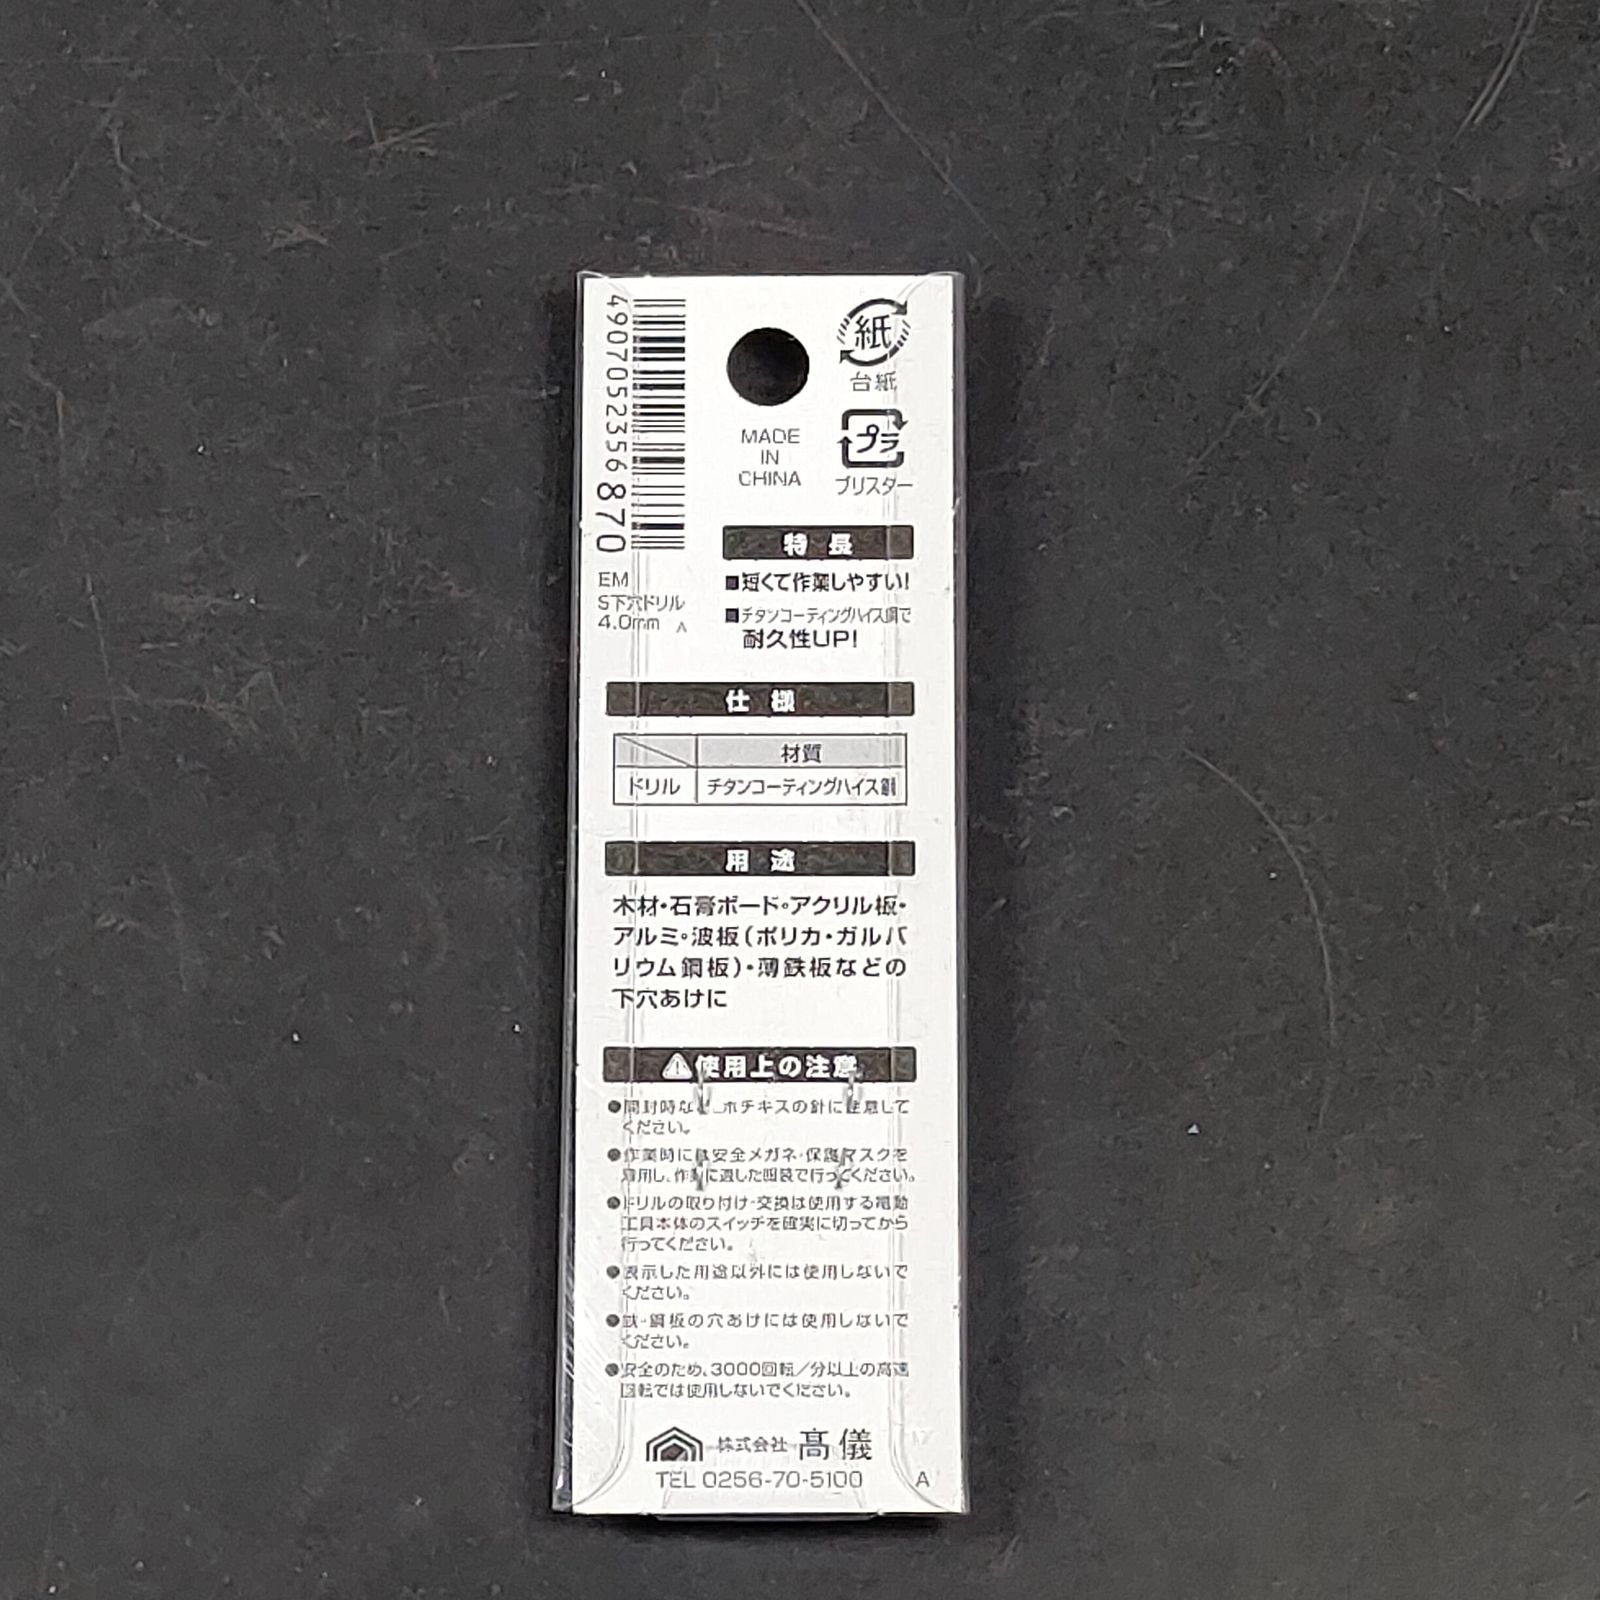 4907052356870
EM
S下穴ドリル
4.0mm A
紙
台紙
プラ
ブリスター
MADE
IN
CHINA
特長
■短くて作業しやすい!
■チタンコーティングハイス鋼で
耐久性UP!
仕様
材質
ドリル チタンコーティングハイス鋼
用途
木材・石膏ボード・アクリル板・
アルミ・波板(ポリカ・ガルバ
リウム鋼板)・薄鉄板などの
下穴あけに
⚠使用上の注意
●開封時など、ホチキスの針に注意して
ください。
●作業時には安全メガネ・保護マスクを
着用し、作業に適した服装で行ってください。
●ドリルの取り付け・交換は使用する電動
工具本体のスイッチを確実に切ってから
行ってください。
●表示した用途以外には使用しないで
ください。
●鉄・鋼板の穴あけには使用しないで
ください。
●安全のため、3000回転/分以上の高速
回転では使用しないでください。
株式会社 髙儀
TEL 0256-70-5100 A